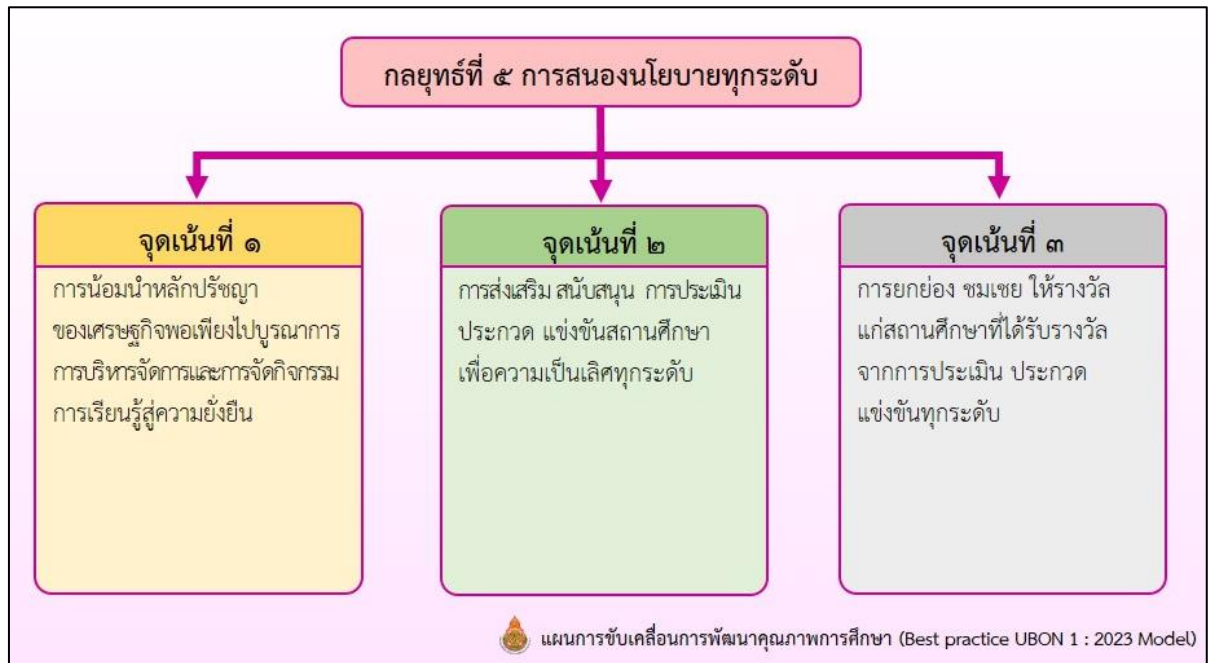 กลยุทธ์ที่ ๕ การสนองนโยบายทุกระดับ
จุดเน้นที่ ๑
การน้อมนำหลักปรัชญา
ของเศรษฐกิจพอเพียงไปบูรณาการ
การบริหารจัดการและการจัดกิจกรรม
การเรียนรู้สู่ความยั่งยืน
จุดเน้นที่ ๒
การส่งเสริม สนับสนุน การประเมิน
ประกวด แข่งขันสถานศึกษา
เพื่อความเป็นเลิศทุกระดับ
จุดเน้นที่ ๓
การยกย่อง ชมเชย ให้รางวัล
แก่สถานศึกษาที่ได้รับรางวัล
จากการประเมิน ประกวด
แข่งขันทุกระดับ
แผนการขับเคลื่อนการพัฒนาคุณภาพการศึกษา (Best practice UBON 1 : 2023 Model)